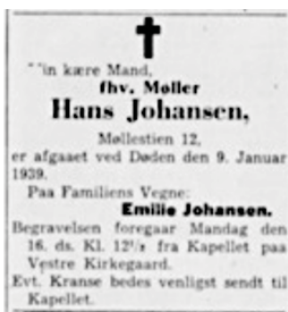 Min kære Mand,
fhv. Møller
Hans Johansen,
Møllestien 12,
er afgaaet ved Døden den 9. Januar
1939.
Paa Familiens Vegne:
Emilie Johansen.
Begravelsen foregaar Mandag den
16. ds. Kl. 12½ fra Kapellet paa
Vestre Kirkegaard.
Evt. Kranse bedes venligst sendt til
Kapellet.